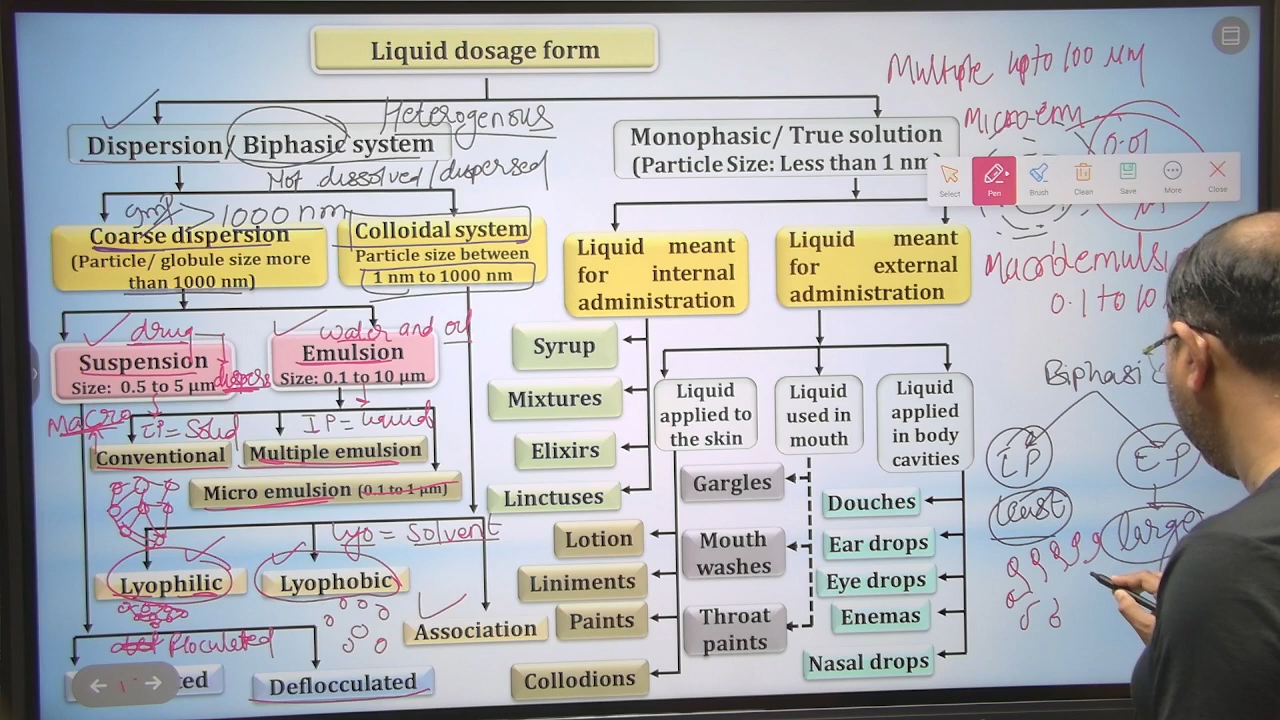 Liquid dosage form
Multiple upto 100 µm
Heterogenous
Micro-em
0.01
Dispersion/ Biphasic system
Monophasic/ True solution
(Particle Size: Less than 1 nm
Not dissolved/dispersed
Select
Pen
Brush
Clean
Save
More
Close
> 1000 nm
Coarse dispersion
(Particle/ globule size more
than 1000 nm)
Colloidal system
Particle size between
1 nm to 1000 nm
Liquid meant
for internal
administration
Liquid meant
for external
administration
0.1 to 10
drug
water and oil
Suspension
Size: 0.5 to 5 µm
Emulsion
Size: 0.1 to 10 µm
Syrup
Mixtures
Elixirs
Linctuses
Liquid
applied to
the skin
Liquid
used in
mouth
Liquid
applied
in body
cavities
Biphasic
Macro
IP = Solid
IP = Liquid
Conventional
Multiple emulsion
Micro emulsion (0.1 to 1 µm)
IP
EP
least
large
Gargles
Mouth
washes
Throat
paints
Douches
Ear drops
Eye drops
Enemas
Nasal drops
lyo = solvent
Lyophilic
Lyophobic
Association
Lotion
Liniments
Paints
Collodions
Floculated
ted
Deflocculated